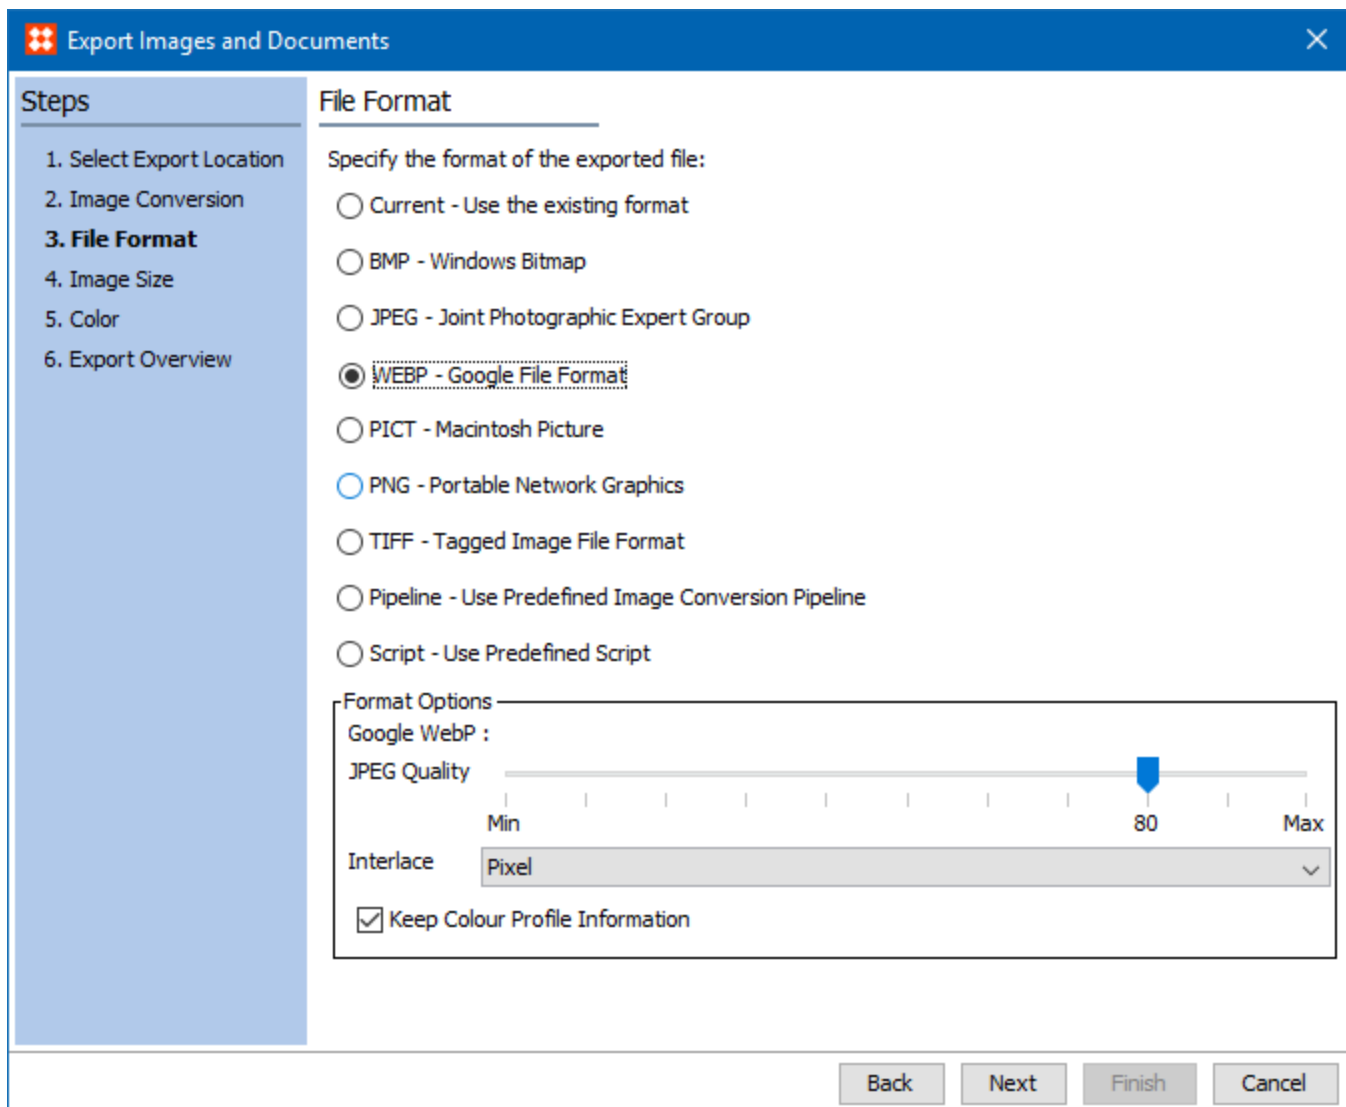 Export Images and Documents
Steps
1. Select Export Location
2. Image Conversion
3. File Format
4. Image Size
5. Color
6. Export Overview
File Format
Specify the format of the exported file:
Current - Use the existing format
BMP - Windows Bitmap
JPEG - Joint Photographic Expert Group
WEBP - Google File Format
PICT - Macintosh Picture
PNG - Portable Network Graphics
TIFF - Tagged Image File Format
Pipeline - Use Predefined Image Conversion Pipeline
Script - Use Predefined Script
Format Options
Google WebP :
JPEG Quality
Min 80 Max
Interlace Pixel
Keep Colour Profile Information
Back Next Finish Cancel